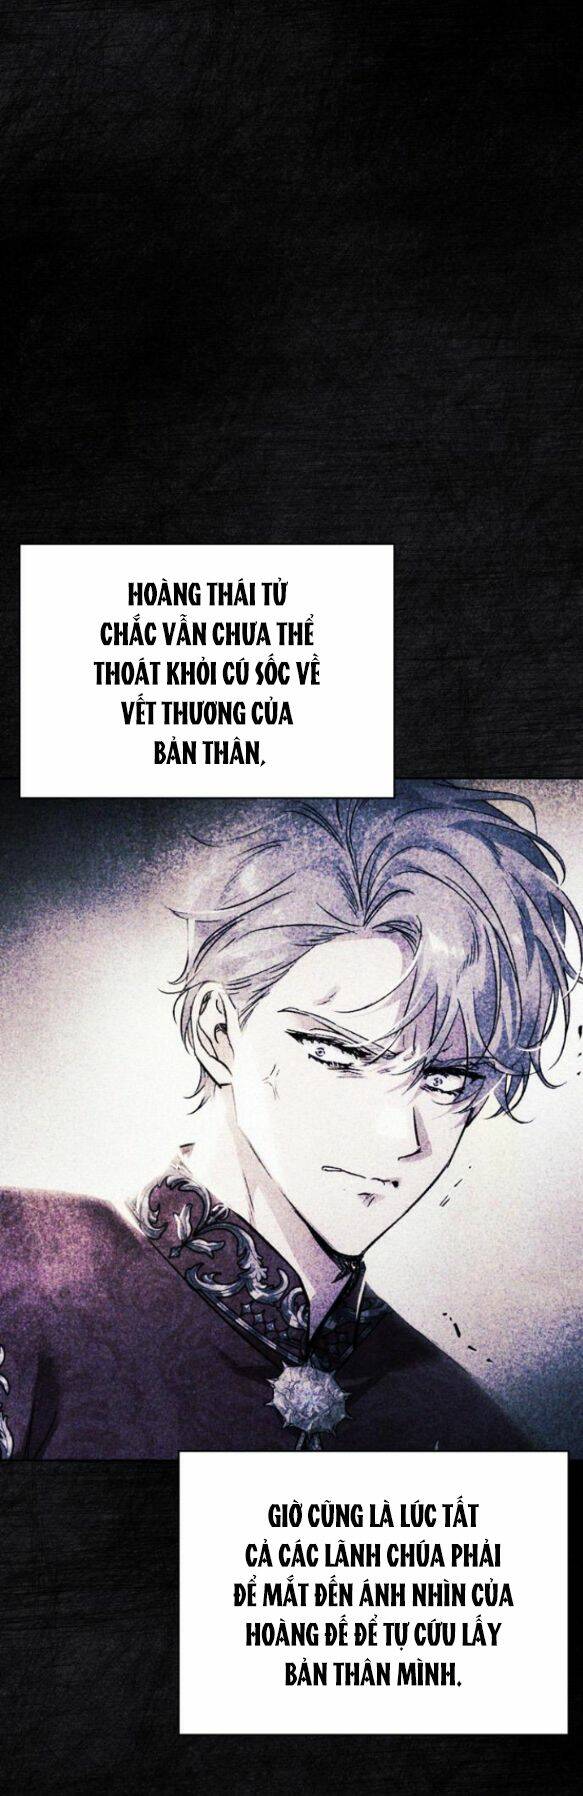 HOÀNG THÁI TỬ
CHẮC VẪN CHƯA THỂ
THOÁT KHỎI CÚ SỐC VỀ
VẾT THƯƠNG CỦA
BẢN THÂN,
GIỜ CŨNG LÀ LÚC TẤT
CẢ CÁC LÃNH CHÚA PHẢI
ĐỂ MẮT ĐẾN ÁNH NHÌN CỦA
HOÀNG ĐẾ ĐỂ TỰ CỨU LẤY
BẢN THÂN MÌNH.